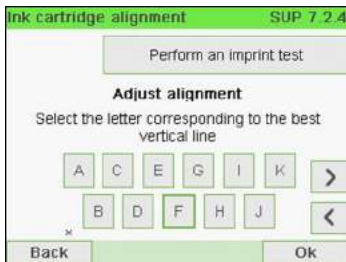 Ink cartridge alignment SUP 7.2.4
Perform an imprint test
Adjust alignment
Select the letter corresponding to the best
vertical line
A C E G I K >
B D F H J <
×
Back Ok